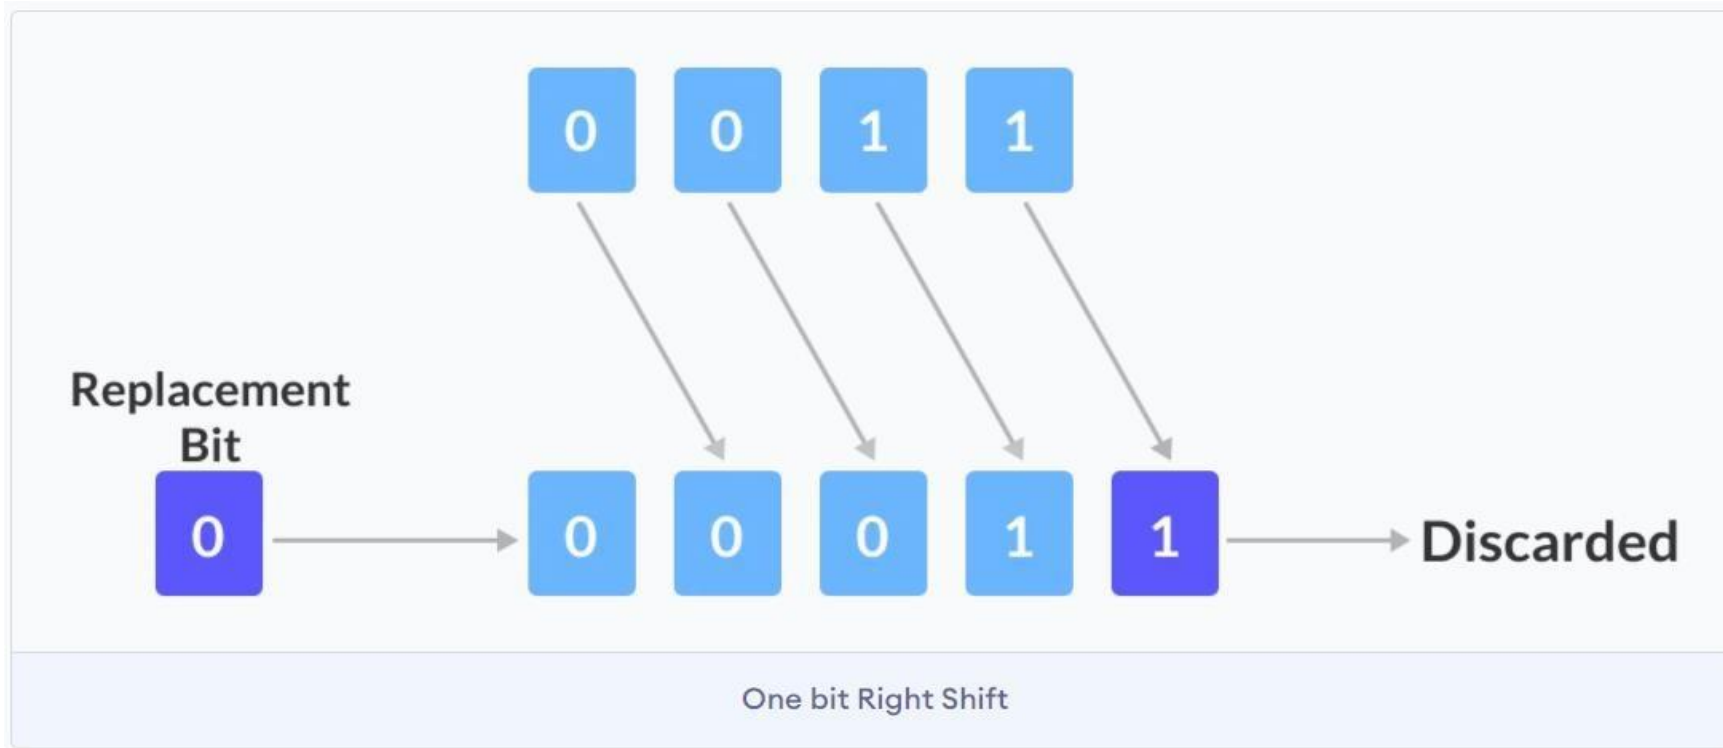 0 0 1 1
Replacement
Bit
0 0 0 0 1 1 Discarded
One bit Right Shift